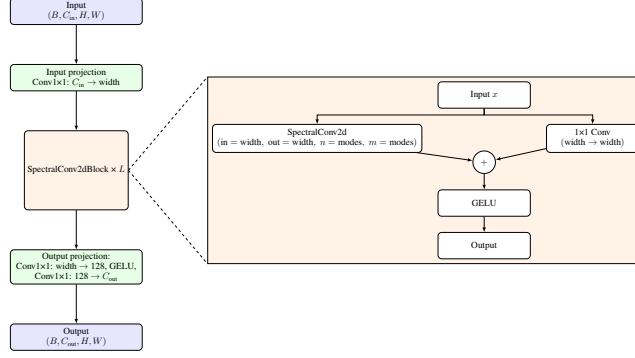 Input
(B, C_in, H, W)
Input projection
Conv1×1: C_in → width
SpectralConv2dBlock × L
Output projection:
Conv1×1: width → 128, GELU,
Conv1×1: 128 → C_out
Output
(B, C_out, H, W)
Input x
SpectralConv2d
(in = width, out = width, n = modes, m = modes)
1×1 Conv
(width → width)
+
GELU
Output